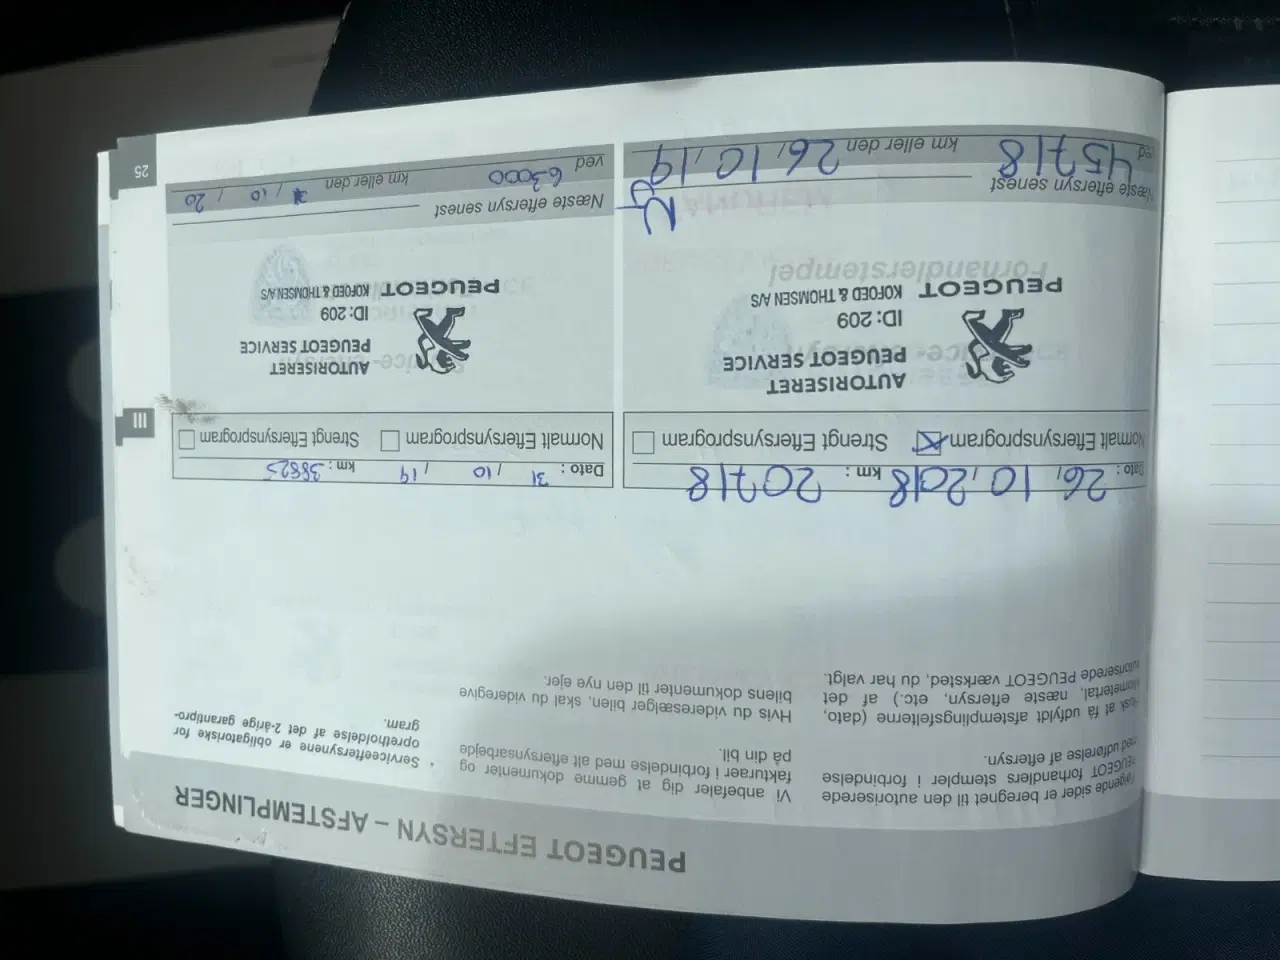 PEUGEOT EFTERSYN – AFSTEMPLINGER
Følgende sider er beregnet til den autoriserede
PEUGEOT forhandlers stempler i forbindelse
med udførelse af eftersyn.
Husk at få udfyldt afstemplingsfelterne (dato,
kilometertal, næste eftersyn, etc.) af det
autoriserede PEUGEOT værksted, du har valgt.
Vi anbefaler dig at gemme dokumenter og
fakturaer i forbindelse med alt eftersynsarbejde
på din bil.
Hvis du videresælger bilen, skal du videregive
bilens dokumenter til den nye ejer.
• Serviceeftersynene er obligatoriske for
opretholdelse af det 2-årige garantipro-
gram.
Dato : 26, 10, 2018 km : 20718
Normalt Eftersynsprogram Strengt Eftersynsprogram
AUTORISERET
PEUGEOT SERVICE
ID: 209
PEUGEOT KOFOED & THOMSEN A/S
Forhandlerstempel
Næste eftersyn senest
ved 45718 km eller den 26, 10, 19
Dato : 31 / 10 / 19 km : 38825
Normalt Eftersynsprogram Strengt Eftersynsprogram
AUTORISERET
PEUGEOT SERVICE
ID: 209
PEUGEOT KOFOED & THOMSEN A/S
Næste eftersyn senest
ved 63000 km eller den 31 / 10 / 20
III
25